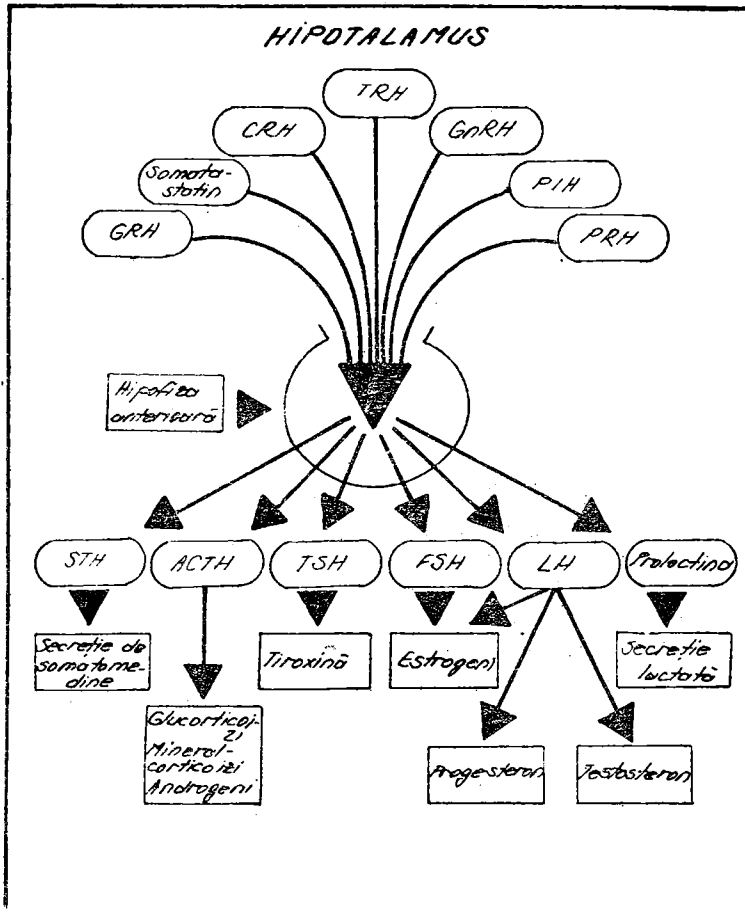 HIPOTALAMUS
TRH
CRH
GnRH
Somata-
statin
PIH
GRH
PRH
Hipofiza
anterioară
STH
ACTH
TSH
FSH
LH
Prolactina
Secreție de
somatome-
dine
Tiroxină
Estrogeni
Secreție
lactată
Glucorticoi-
zi
Mineral-
corticoizi
Androgeni
Progesteron
Testosteron